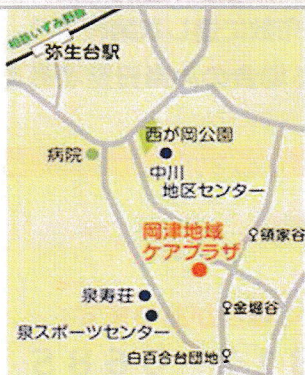 相鉄いずみ野線
弥生台駅
西が岡公園
病院
中川
地区センター
岡津地域
ケアプラザ
領家谷
泉寿荘
金堀谷
泉スポーツセンター
白百合台団地